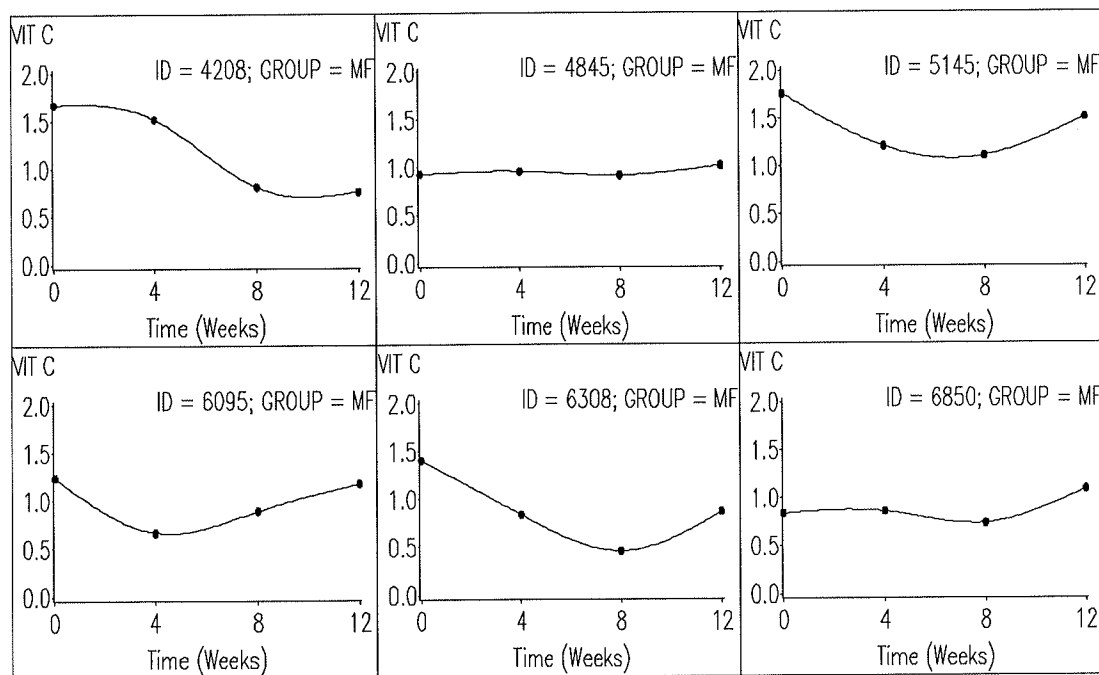 VIT C
ID = 4208; GROUP = MF
2.0
1.5
1.0
0.5
0.0
0 4 8 12
Time (Weeks)
VIT C
ID = 4845; GROUP = MF
2.0
1.5
1.0
0.5
0.0
0 4 8 12
Time (Weeks)
VIT C
ID = 5145; GROUP = MF
2.0
1.5
1.0
0.5
0.0
0 4 8 12
Time (Weeks)
VIT C
ID = 6095; GROUP = MF
2.0
1.5
1.0
0.5
0.0
0 4 8 12
Time (Weeks)
VIT C
ID = 6308; GROUP = MF
2.0
1.5
1.0
0.5
0.0
0 4 8 12
Time (Weeks)
VIT C
ID = 6850; GROUP = MF
2.0
1.5
1.0
0.5
0.0
0 4 8 12
Time (Weeks)